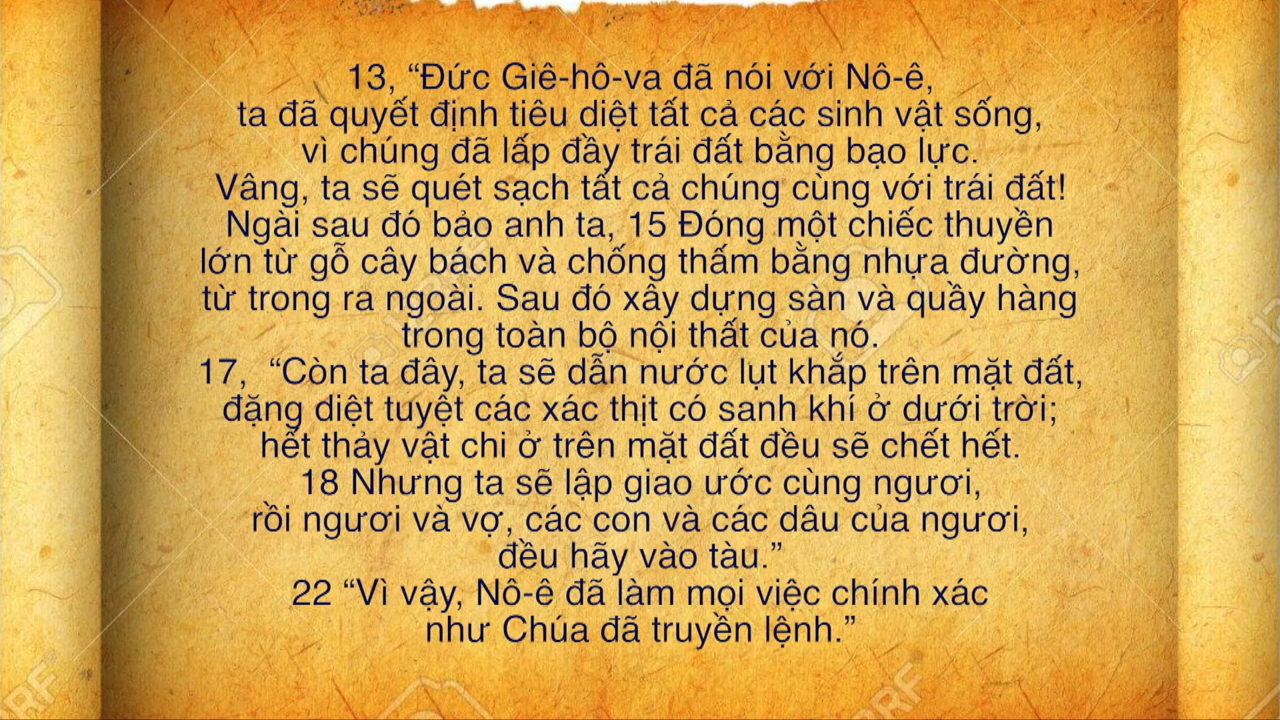 13, “Đức Giê-hô-va đã nói với Nô-ê,
ta đã quyết định tiêu diệt tất cả các sinh vật sống,
vì chúng đã lấp đầy trái đất bằng bạo lực.
Vâng, ta sẽ quét sạch tất cả chúng cùng với trái đất!
Ngài sau đó bảo anh ta, 15 Đóng một chiếc thuyền
lớn từ gỗ cây bách và chống thấm bằng nhựa đường,
từ trong ra ngoài. Sau đó xây dựng sàn và quầy hàng
trong toàn bộ nội thất của nó.
17, “Còn ta đây, ta sẽ dẫn nước lụt khắp trên mặt đất,
đặng diệt tuyệt các xác thịt có sanh khí ở dưới trời;
hết thảy vật chi ở trên mặt đất đều sẽ chết hết.
18 Nhưng ta sẽ lập giao ước cùng ngươi,
rồi ngươi và vợ, các con và các dâu của ngươi,
đều hãy vào tàu.”
22 “Vì vậy, Nô-ê đã làm mọi việc chính xác
như Chúa đã truyền lệnh.”